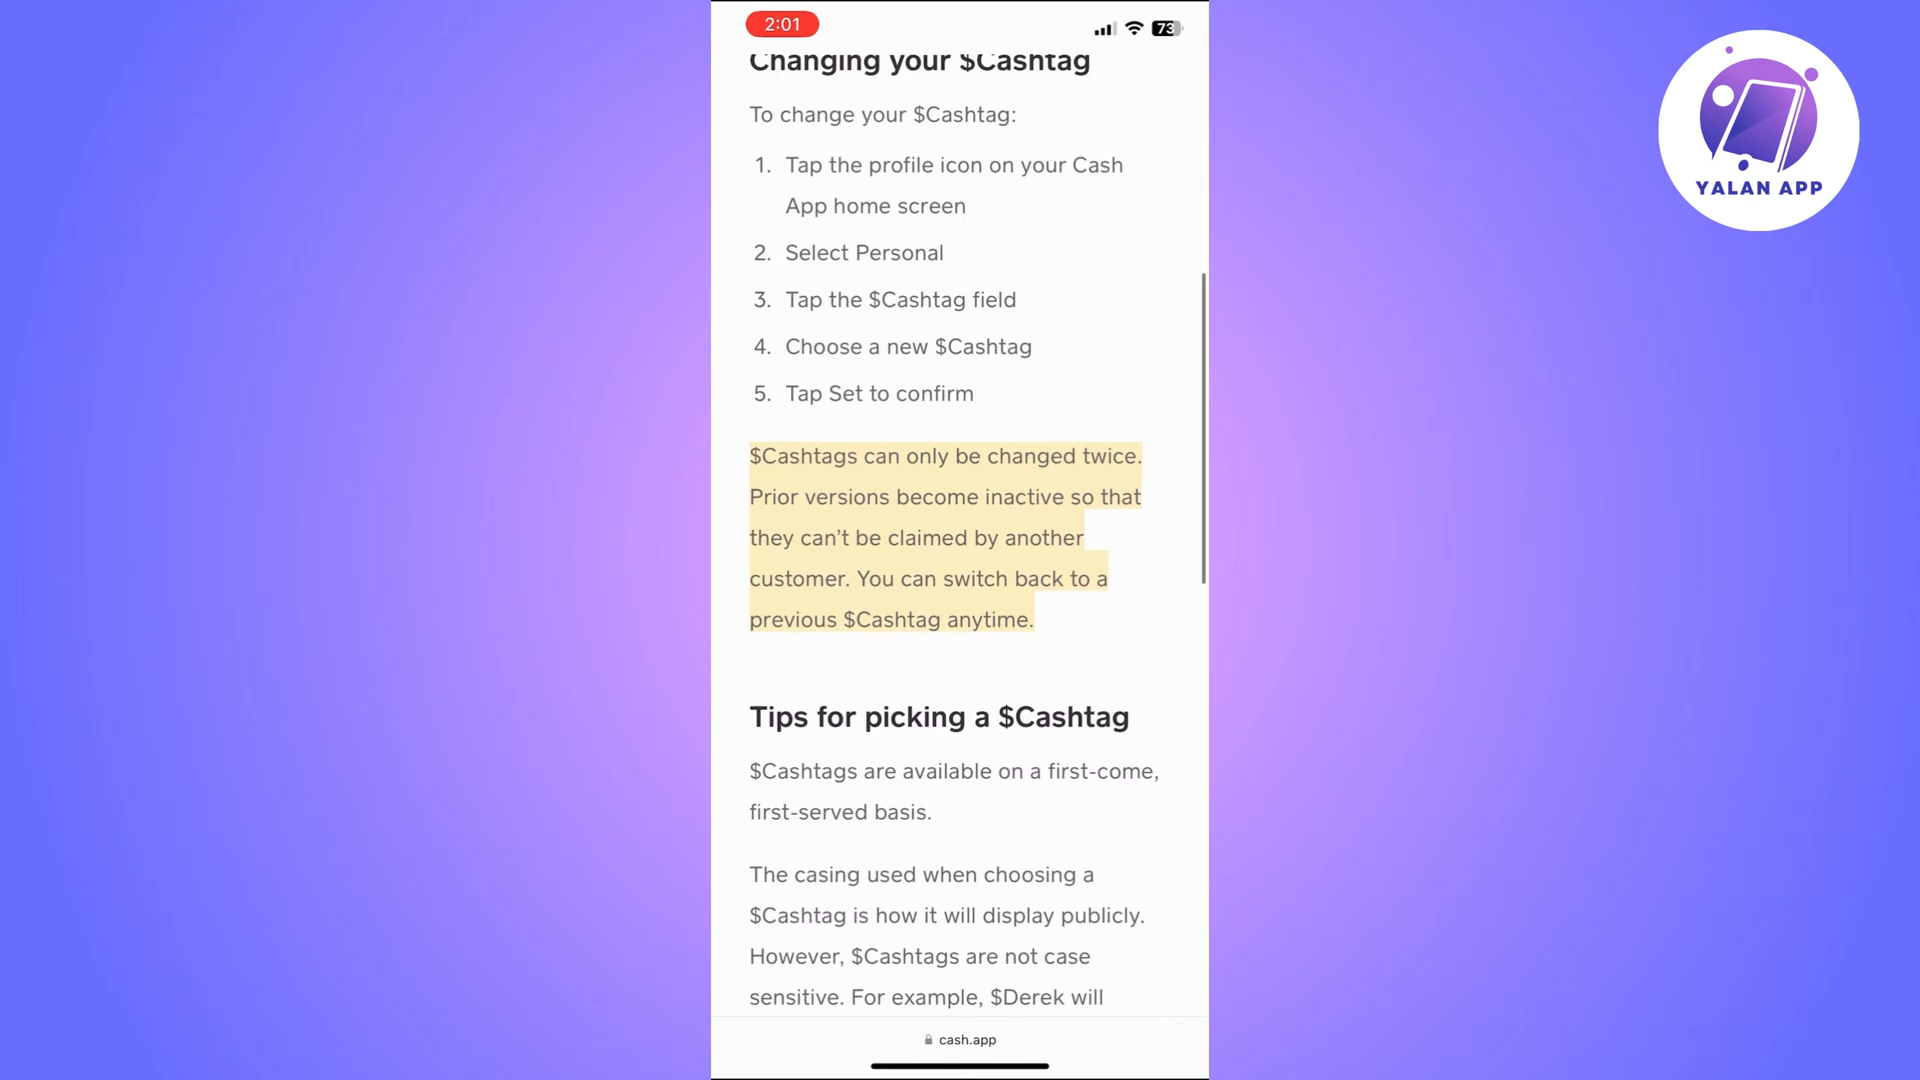 2:01
73
Changing your $Cashtag
To change your $Cashtag:
1. Tap the profile icon on your Cash
App home screen
2. Select Personal
3. Tap the $Cashtag field
4. Choose a new $Cashtag
5. Tap Set to confirm
$Cashtags can only be changed twice.
Prior versions become inactive so that
they can’t be claimed by another
customer. You can switch back to a
previous $Cashtag anytime.
Tips for picking a $Cashtag
$Cashtags are available on a first-come,
first-served basis.
The casing used when choosing a
$Cashtag is how it will display publicly.
However, $Cashtags are not case
sensitive. For example, $Derek will
cash.app
YALAN APP